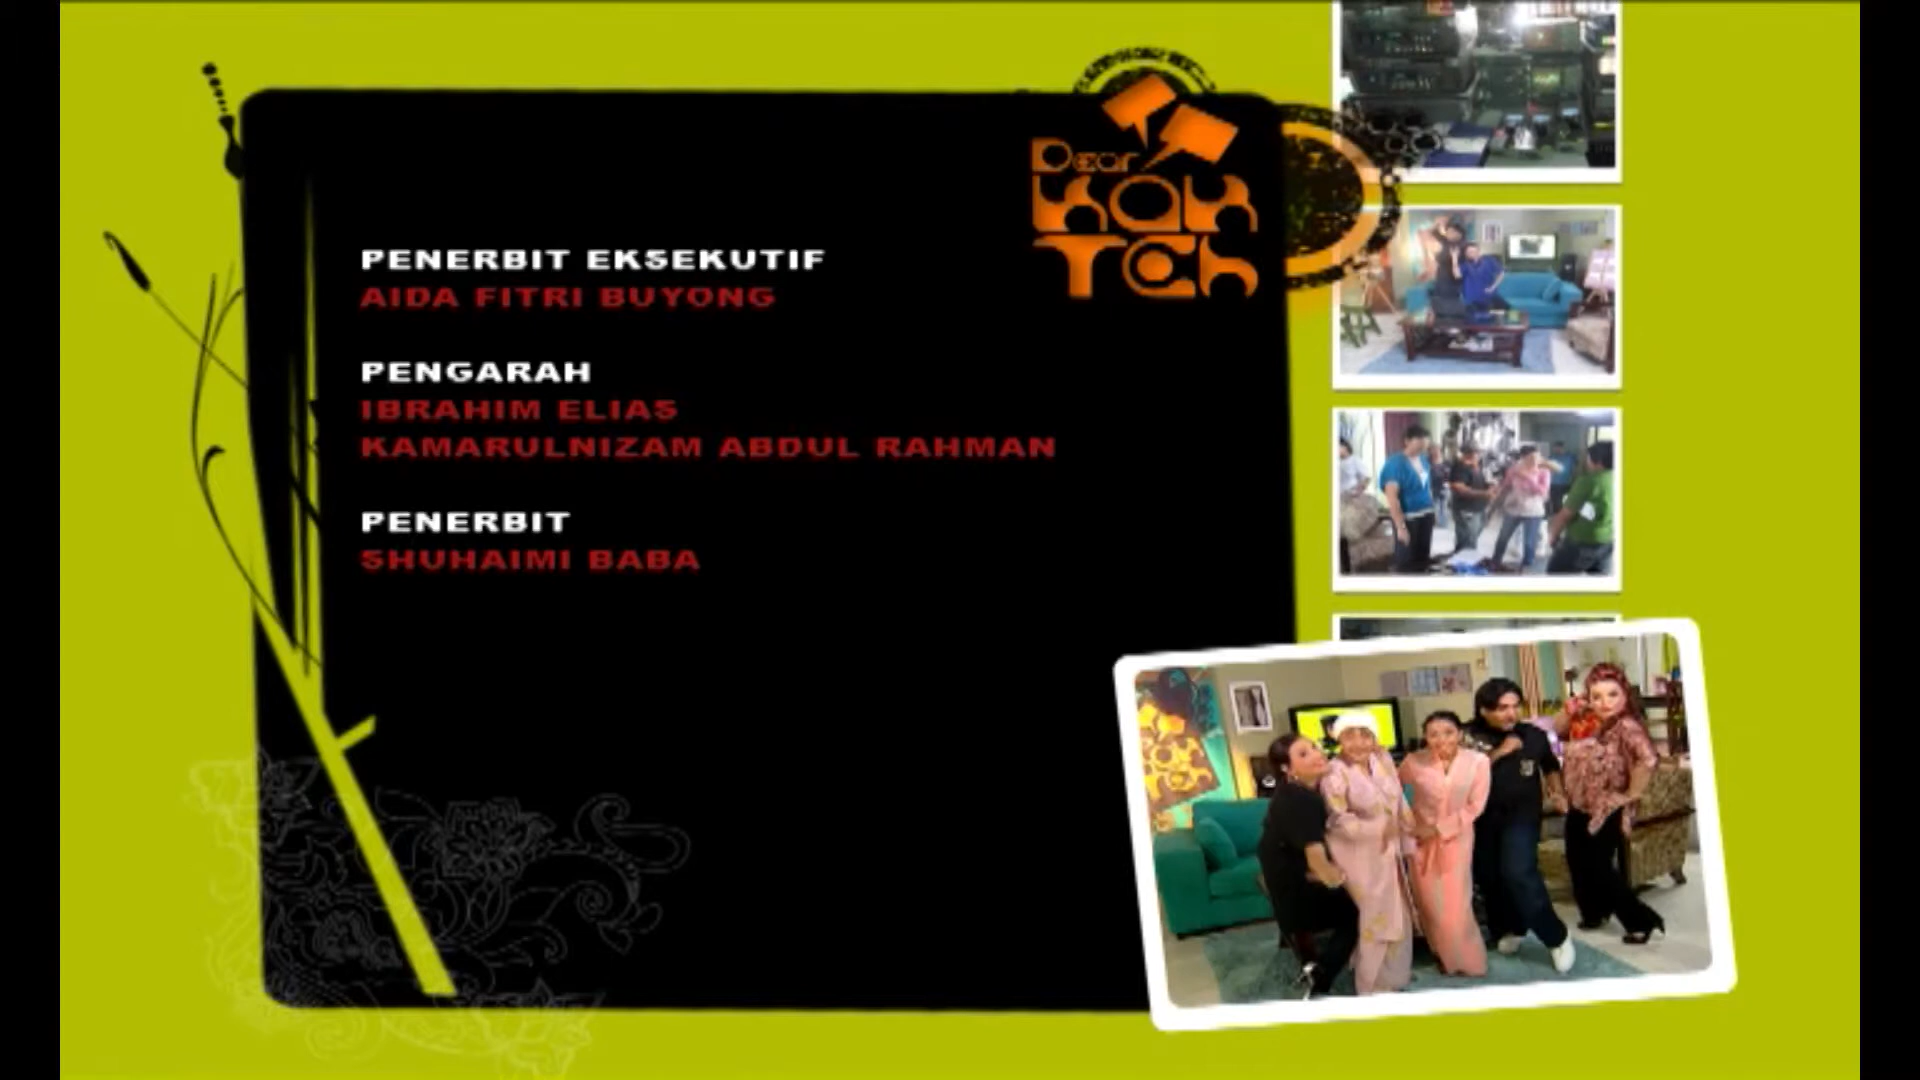 Dear
Kak
Teh
PENERBIT EKSEKUTIF
AIDA FITRI BUYONG
PENGARAH
IBRAHIM ELIAS
KAMARULNIZAM ABDUL RAHMAN
PENERBIT
SHUHAIMI BABA